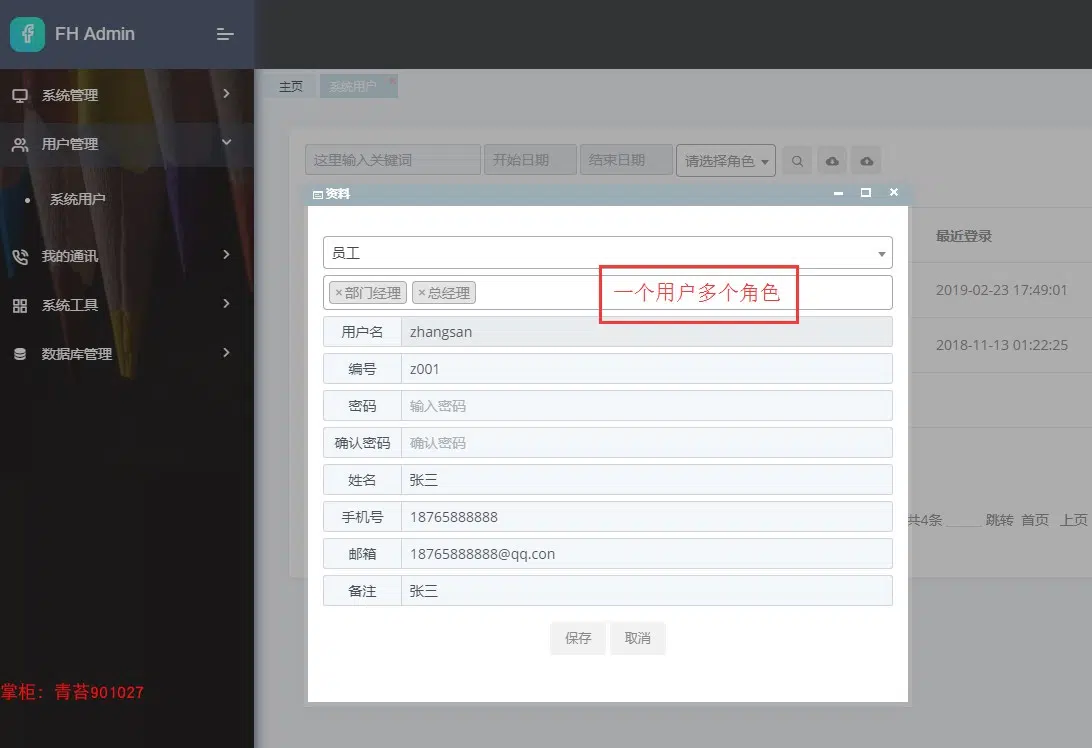 FH Admin
系统管理
用户管理
系统用户
我的通讯
系统工具
数据库管理
掌柜：青苔901027
主页
系统用户
这里输入关键词
开始日期
结束日期
请选择角色
资料
员工
×部门经理 ×总经理
一个用户多个角色
用户名 zhangsan
编号 z001
密码 输入密码
确认密码 确认密码
姓名 张三
手机号 18765888888
邮箱 18765888888@qq.con
备注 张三
保存 取消
最近登录
2019-02-23 17:49:01
2018-11-13 01:22:25
共4条 跳转 首页 上页